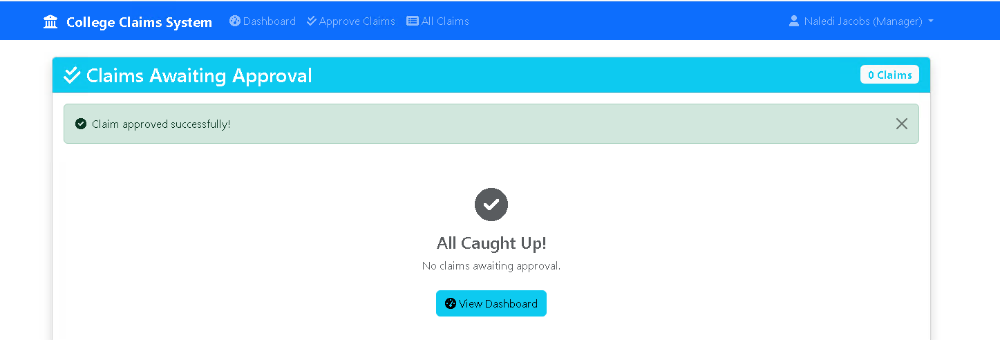 College Claims System Dashboard Approve Claims All Claims Naledi Jacobs (Manager)
Claims Awaiting Approval 0 Claims
Claim approved successfully!
All Caught Up!
No claims awaiting approval.
View Dashboard